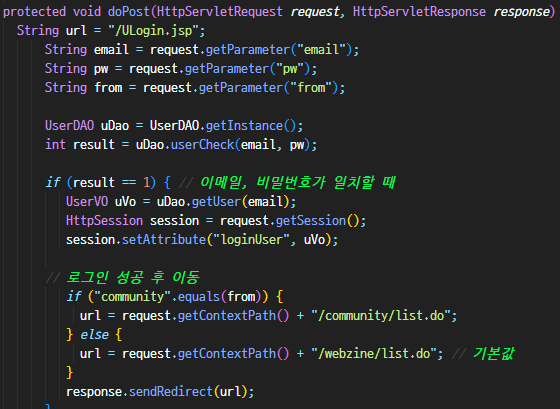 protected void doPost(HttpServletRequest request, HttpServletResponse response)
String url = "/ULogin.jsp";
String email = request.getParameter("email");
String pw = request.getParameter("pw");
String from = request.getParameter("from");
UserDAO uDao = UserDAO.getInstance();
int result = uDao.userCheck(email, pw);
if (result == 1) { // 이메일, 비밀번호가 일치할 때
UserVO uVo = uDao.getUser(email);
HttpSession session = request.getSession();
session.setAttribute("loginUser", uVo);
// 로그인 성공 후 이동
if ("community".equals(from)) {
url = request.getContextPath() + "/community/list.do";
} else {
url = request.getContextPath() + "/webzine/list.do"; // 기본값
}
response.sendRedirect(url);
}